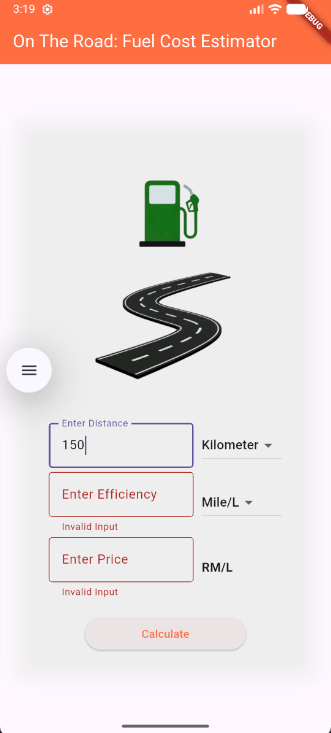 3:19
DEBUG
On The Road: Fuel Cost Estimator
Enter Distance
150
Kilometer
Enter Efficiency
Mile/L
Invalid Input
Enter Price
RM/L
Invalid Input
Calculate